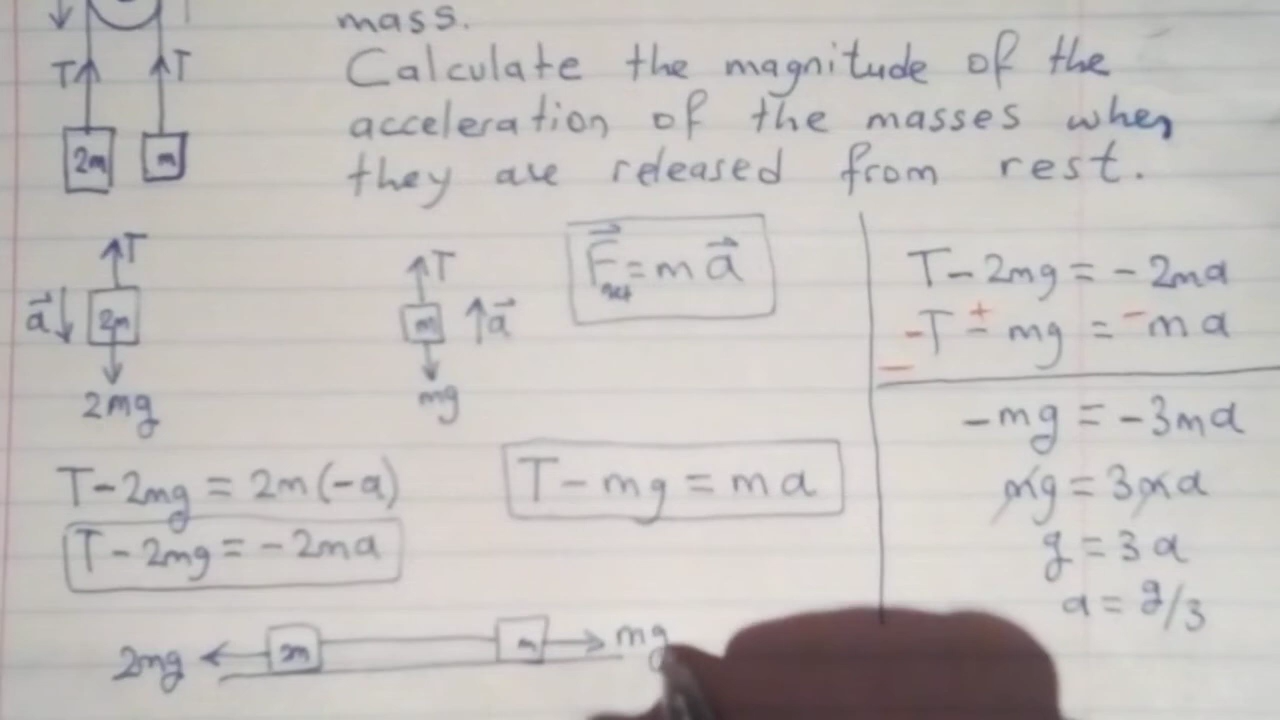 mass.
T T
Calculate the magnitude of the
2m m
acceleration of the masses when
they are released from rest.
T
a⃗ 2m
2mg
T
m a⃗
mg
F⃗net = m a⃗
T - 2mg = 2m(-a)
T - 2mg = -2ma
T - mg = ma
T - 2mg = -2ma
-T ± mg = -ma
-mg = -3ma
mg = 3ma
g = 3a
a = g/3
2mg 2m m mg